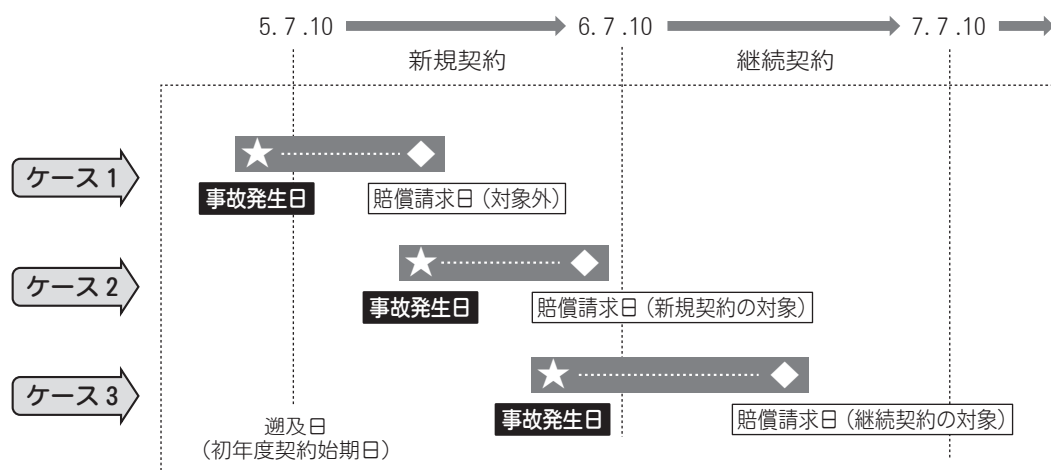 5.7.10 6.7.10 7.7.10
新規契約 継続契約
ケース1
事故発生日 賠償請求日（対象外）
ケース2
事故発生日 賠償請求日（新規契約の対象）
ケース3
事故発生日 賠償請求日（継続契約の対象）
遡及日
（初年度契約始期日）